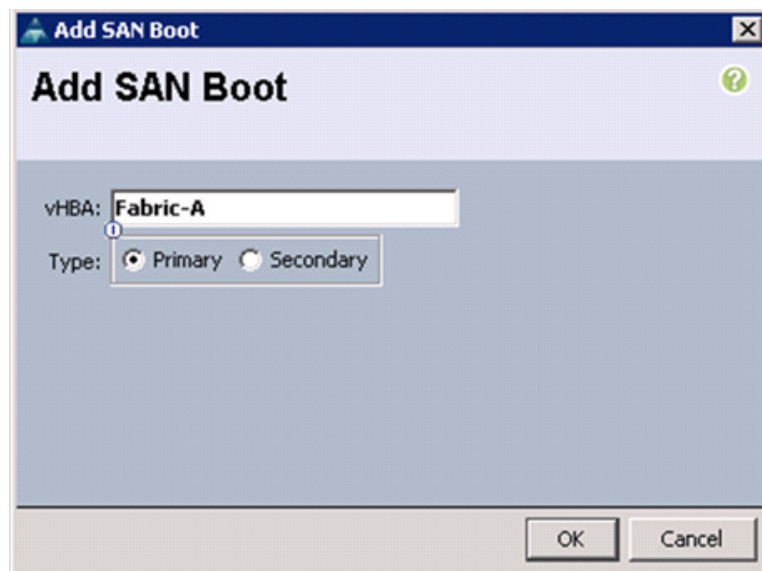 Add SAN Boot
Add SAN Boot
vHBA: Fabric-A
Type: Primary Secondary
OK Cancel